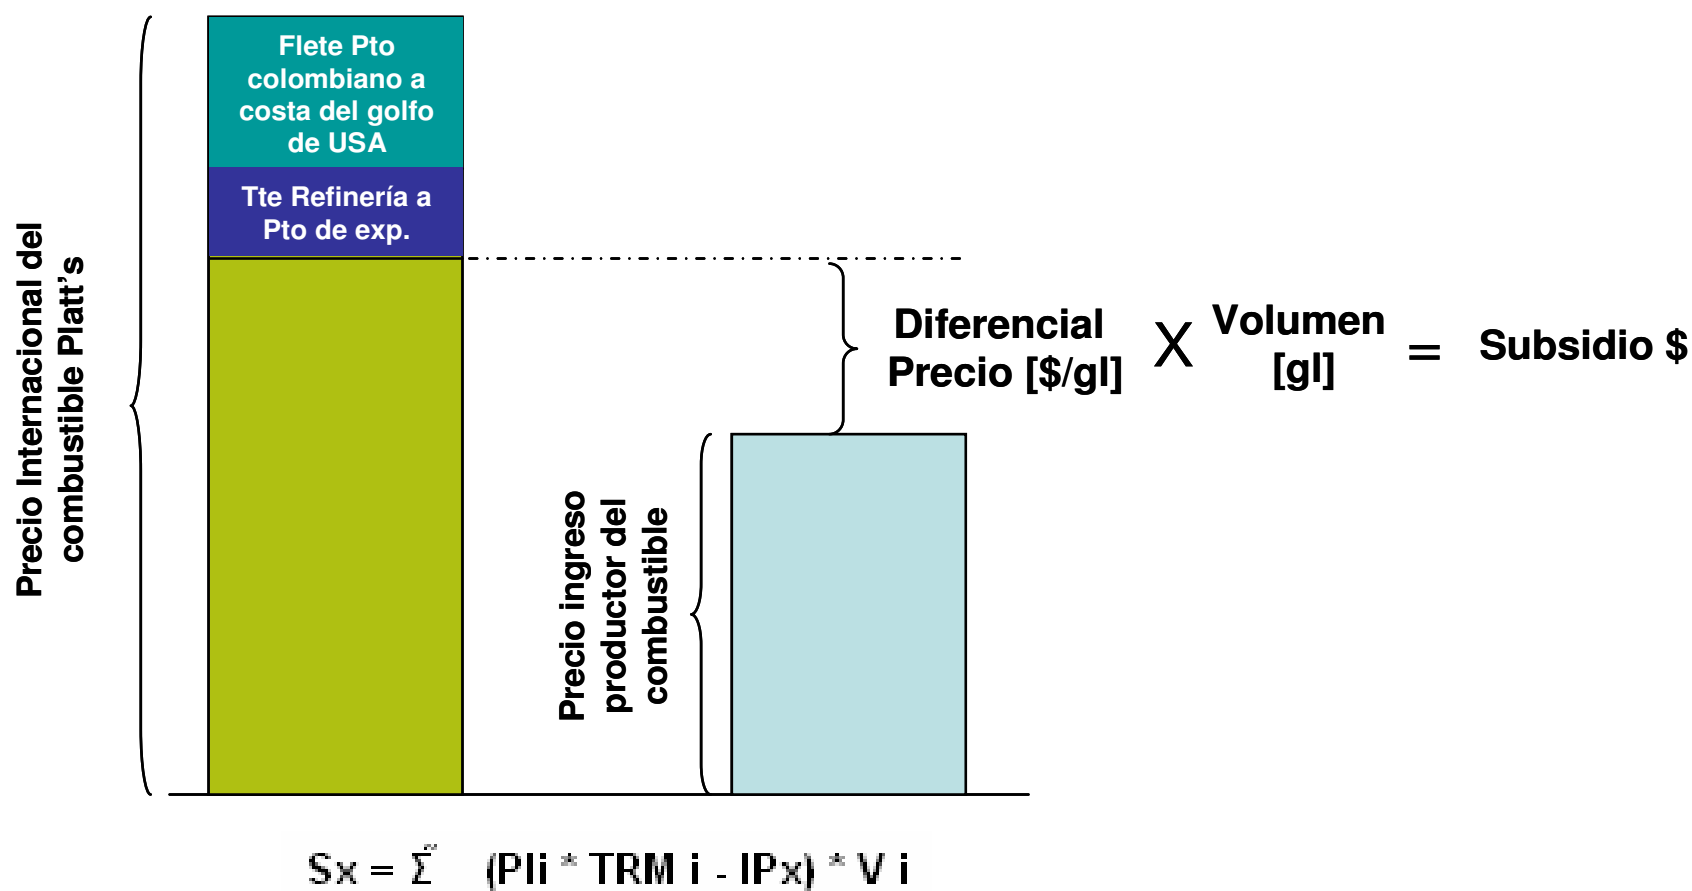 Flete Pto
colombiano a
costa del golfo
de USA
Tte Refinería a
Pto de exp.
Precio Internacional del
combustible Platt's
Diferencial
Precio [$/gl]
X
Volumen
[gl]
=
Subsidio $
Precio ingreso
productor del
combustible
Sx = Σ (PIi * TRM i - IPx) * V i